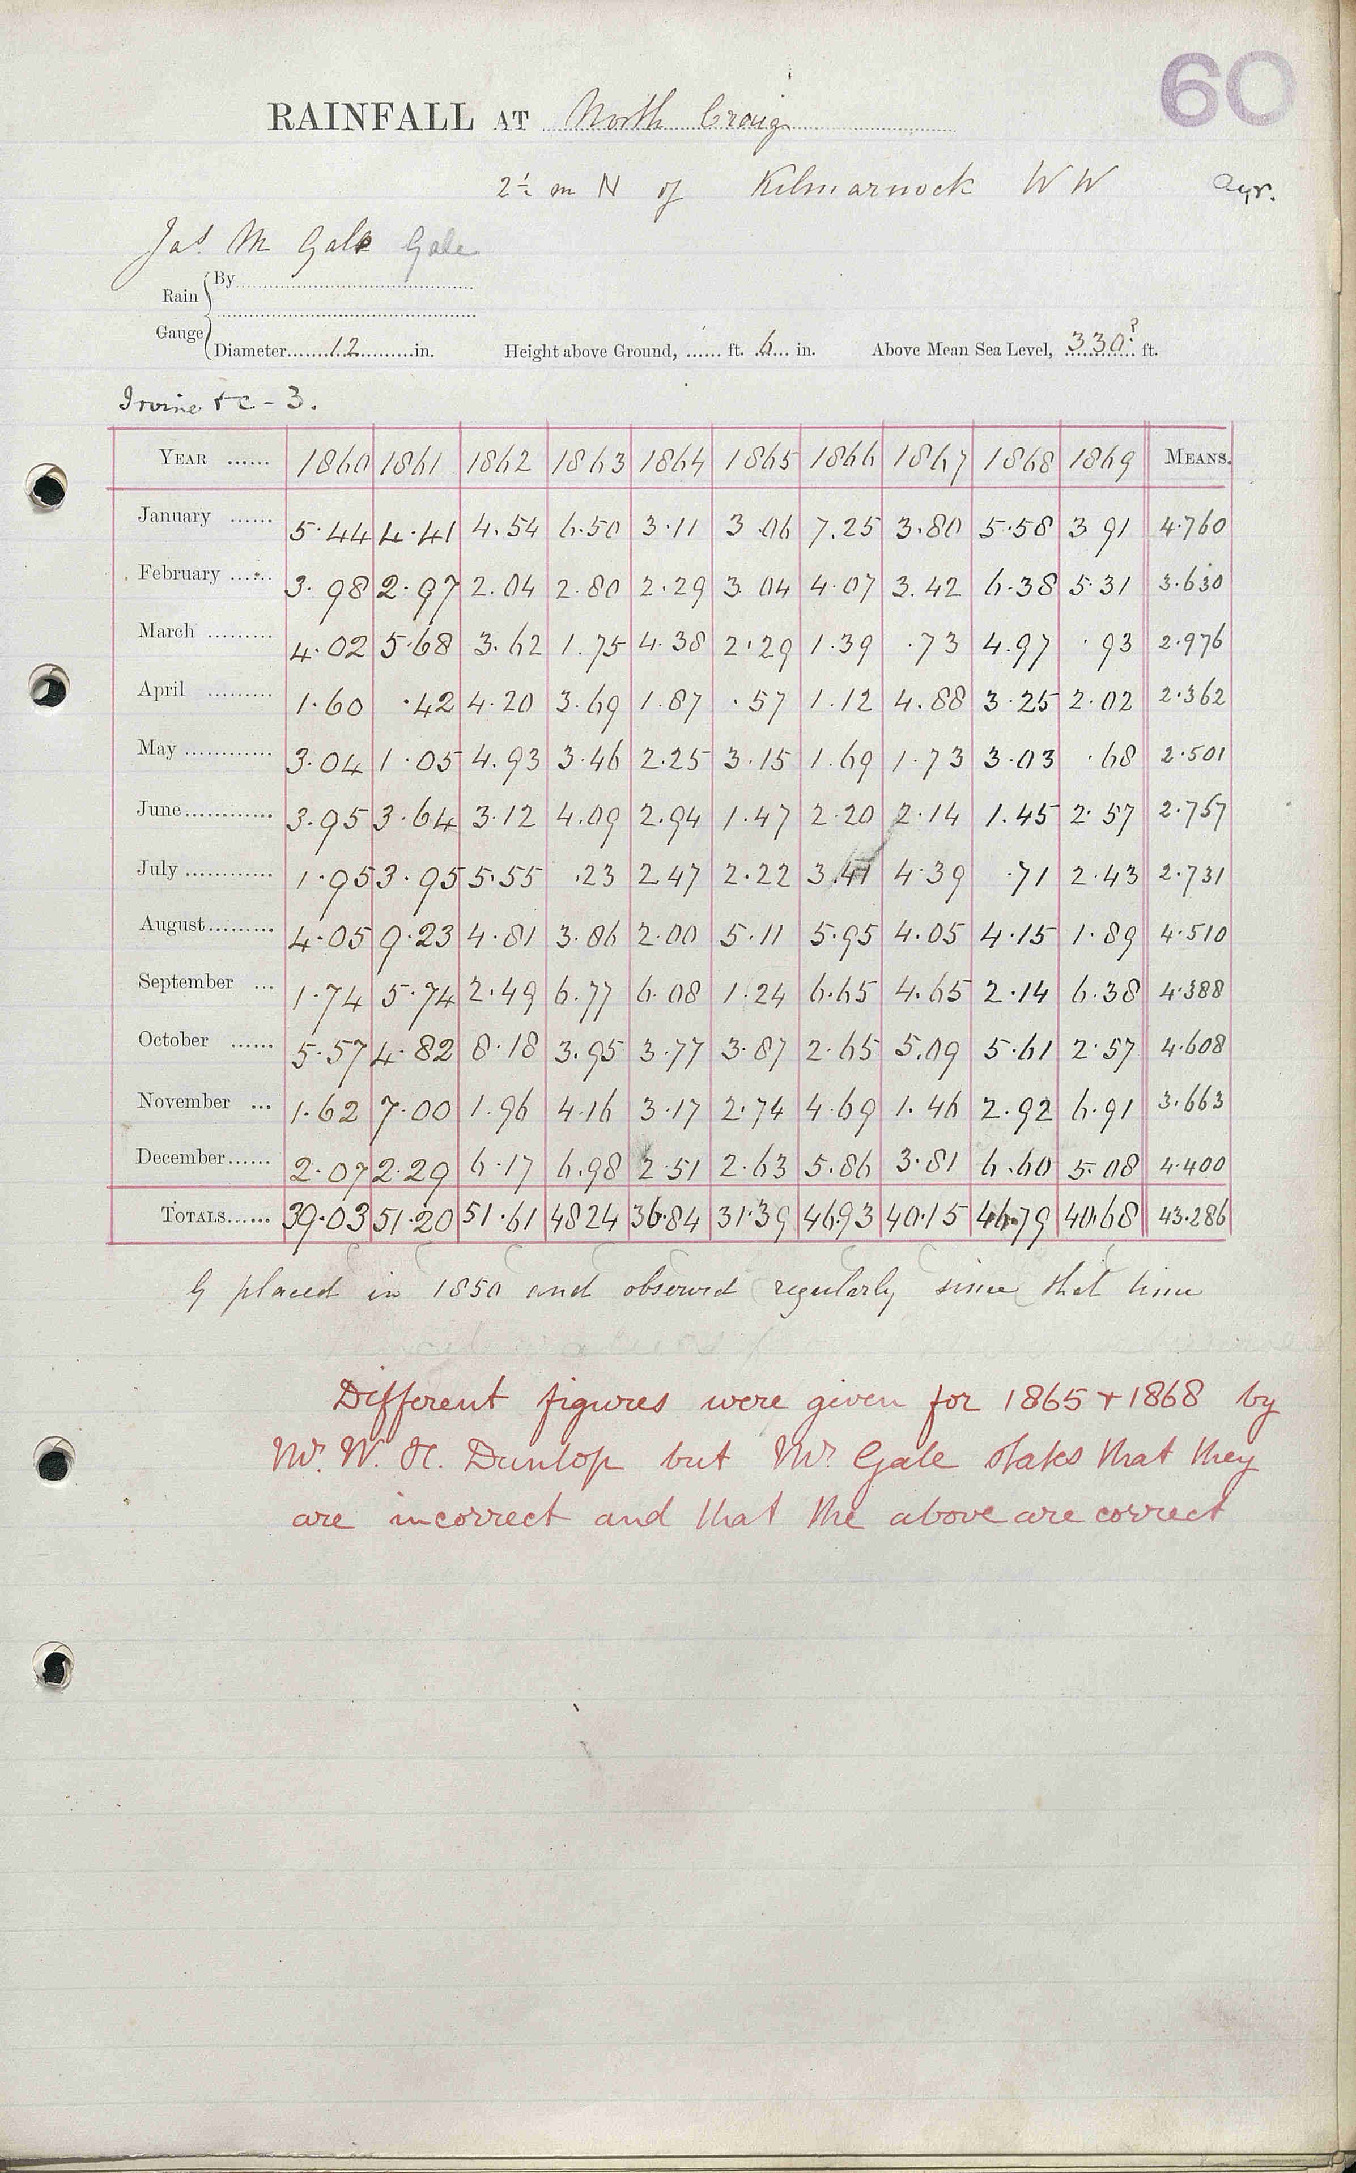 60
RAINFALL AT North Craig
2½ m N of Kilmarnock W W Ayr.
Jas. M Gale Gale
Rain Gauge
By
Diameter 12 in. Height above Ground, ft. 6 in. Above Mean Sea Level, 330? ft.
Irvine &c - 3.
YEAR 1860 1861 1862 1863 1864 1865 1866 1867 1868 1869 MEANS.
January 5.44 4.41 4.54 6.50 3.11 3.06 7.25 3.80 5.58 3.91 4.760
February 3.98 2.97 2.04 2.80 2.29 3.04 4.07 3.42 6.38 5.31 3.630
March 4.02 5.68 3.62 1.75 4.38 2.29 1.39 .73 4.97 .93 2.976
April 1.60 .42 4.20 3.69 1.87 .57 1.12 4.88 3.25 2.02 2.362
May 3.04 1.05 4.93 3.46 2.25 3.15 1.69 1.73 3.03 .68 2.501
June 3.95 3.64 3.12 4.09 2.94 1.47 2.20 2.14 1.45 2.57 2.757
July 1.95 3.95 5.55 .23 2.47 2.22 3.41 4.39 .71 2.43 2.731
August 4.05 9.23 4.81 3.86 2.00 5.11 5.95 4.05 4.15 1.89 4.510
September 1.74 5.74 2.49 6.77 6.08 1.24 6.65 4.65 2.14 6.38 4.388
October 5.57 4.82 8.18 3.95 3.77 3.87 2.65 5.09 5.61 2.57 4.608
November 1.62 7.00 1.96 4.16 3.17 2.74 4.69 1.46 2.92 6.91 3.663
December 2.07 2.29 6.17 6.98 2.51 2.63 5.86 3.81 6.60 5.08 4.400
TOTALS 39.03 51.20 51.61 48 24 36.84 31.39 46.93 40.15 46.79 40.68 43.286
G placed in 1850 and observed regularly since that time
Different figures were given for 1865 & 1868 by
Mr. W. H. Dunlop but Mr. Gale states that they
are incorrect and that the above are correct